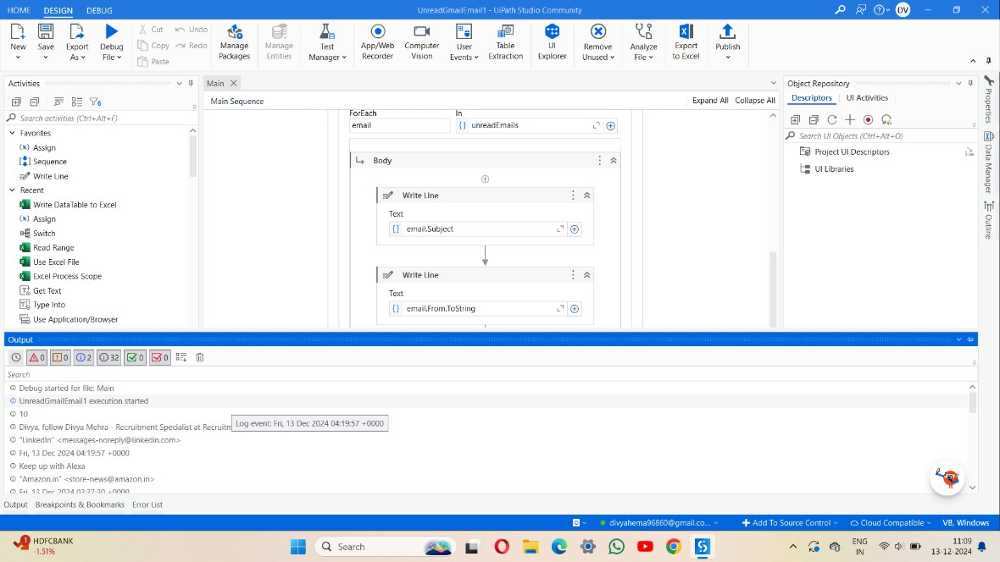 HOME DESIGN DEBUG UnreadGmailEmail1 - UiPath Studio Community DV
New Save Export As Debug File Cut Copy Paste Undo Redo Manage Packages Manage Entities Test Manager App/Web Recorder Computer Vision User Events Table Extraction UI Explorer Remove Unused Analyze File Export to Excel Publish
Activities
6
Search activities (Ctrl+Alt+F)
Favorites
Assign
Sequence
Write Line
Recent
Write DataTable to Excel
Assign
Switch
Read Range
Use Excel File
Excel Process Scope
Get Text
Type Into
Use Application/Browser
Main
Main Sequence Expand All Collapse All
ForEach In
email unreadEmails
Body
Write Line
Text
email.Subject
Write Line
Text
email.From.ToString
Object Repository
Descriptors UI Activities
Search UI Objects (Ctrl+Alt+O)
Project UI Descriptors
UI Libraries
Properties
Data Manager
Outline
Output
0 0 2 32 0 0
Search
Debug started for file: Main
UnreadGmailEmail1 execution started
10
Divya, follow Divya Mehra - Recruitment Specialist at Recruitm
Log event: Fri, 13 Dec 2024 04:19:57 +0000
"LinkedIn" <messages-noreply@linkedin.com>
Fri, 13 Dec 2024 04:19:57 +0000
Keep up with Alexa
"Amazon.in" <store-news@amazon.in>
Fri, 13 Dec 2024 03:37:30 +0000
Output Breakpoints & Bookmarks Error List
divyahema96860@gmail.co... Add To Source Control Cloud Compatible VB, Windows
1 HDFCBANK
-1.51%
Search
ENG
IN
11:09
13-12-2024